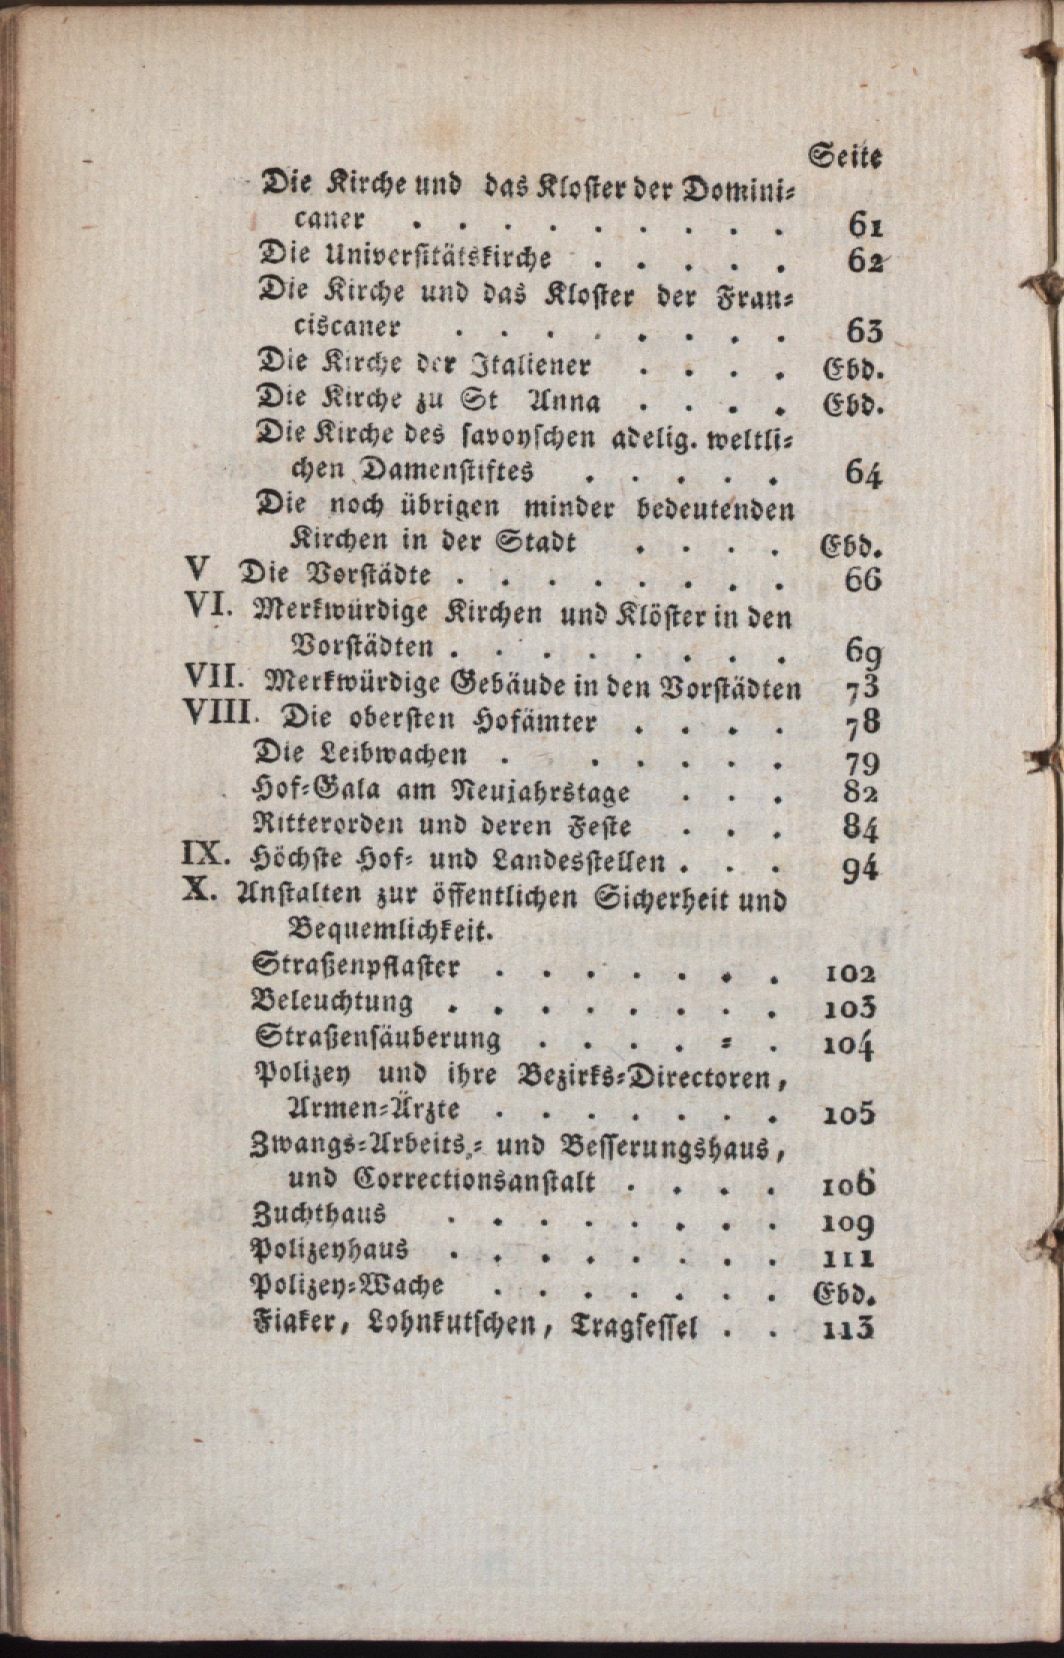 Seite
Die Kirche und das Kloster der Domini-
caner . . . . . . . . . 61
Die Universitätskirche . . . . . 62
Die Kirche und das Kloster der Fran-
ciscaner . . . . . . . . 63
Die Kirche der Italiener . . . . Ebd.
Die Kirche zu St Anna . . . . Ebd.
Die Kirche des savoyschen adelig. weltli-
chen Damenstiftes . . . . . 64
Die noch übrigen minder bedeutenden
Kirchen in der Stadt . . . . Ebd.
V Die Vorstädte . . . . . . . . 66
VI. Merkwürdige Kirchen und Klöster in den
Vorstädten . . . . . . . . 69
VII. Merkwürdige Gebäude in den Vorstädten 73
VIII. Die obersten Hofämter . . . . 78
Die Leibwachen . . . . . . 79
Hof-Gala am Neujahrstage . . . 82
Ritterorden und deren Feste . . . 84
IX. Höchste Hof- und Landesstellen . . . 94
X. Anstalten zur öffentlichen Sicherheit und
Bequemlichkeit.
Straßenpflaster . . . . . . . 102
Beleuchtung . . . . . . . . 103
Straßensäuberung . . . . - . 104
Polizey und ihre Bezirks-Directoren,
Armen-Ärzte . . . . . . . 105
Zwangs-Arbeits,- und Besserungshaus,
und Correctionsanstalt . . . . 106
Zuchthaus . . . . . . . . 109
Polizeyhaus . . . . . . . . 111
Polizey-Wache . . . . . . . Ebd.
Fiaker, Lohnkutschen, Tragsessel . . 113